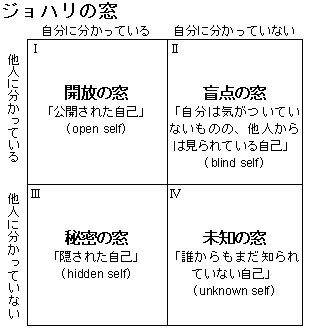 ジョハリの窓
自分に分かっている
自分に分かっていない
他人に分かっている
Ⅰ
開放の窓
「公開された自己」
（open self）
Ⅱ
盲点の窓
「自分は気がついてい
ないものの、他人から
は見られている自己」
（blind self）
他人に分かっていない
Ⅲ
秘密の窓
「隠された自己」
（hidden self）
Ⅳ
未知の窓
「誰からもまだ知られ
ていない自己」
（unknown self）